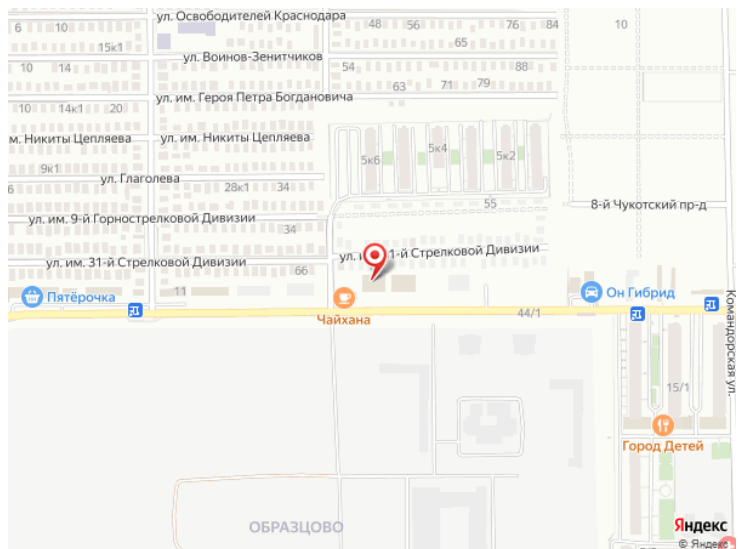 ул. Освободителей Краснодара
6
10
48
56
76
84
10
15к1
65
ул. Воинов-Зенитчиков
10
14
54
88
63
71
79
ул. им. Героя Петра Богдановича
10
14к1
20
м. Никиты Цепляева
ул. им. Никиты Цепляева
5к6
5к4
5к2
9к1
ул. Глаголева
28к1
34
55
8-й Чукотский пр-д
ул. им. 9-й Горнострелковой Дивизии
34
ул. им. 31-й Стрелковой Дивизии
ул. им. 31-й Стрелковой Дивизии
66
Пятёрочка
11
Чайхана
44/1
Он Гибрид
Командорская ул.
15/1
Город Детей
ОБРАЗЦОВО
Яндекс
© Яндекс